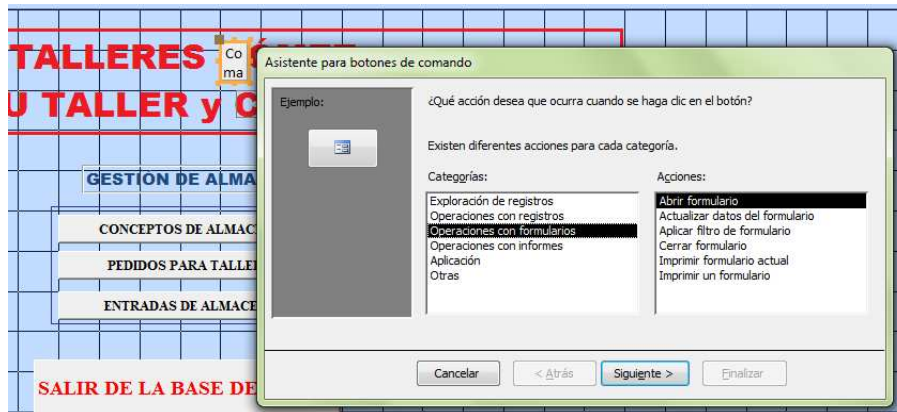 TALLERES
Co
ma
U TALLER y C
GESTIÓN DE ALMA
CONCEPTOS DE ALMAC
PEDIDOS PARA TALLE
ENTRADAS DE ALMACE
SALIR DE LA BASE DE
Asistente para botones de comando
Ejemplo:
¿Qué acción desea que ocurra cuando se haga clic en el botón?
Existen diferentes acciones para cada categoría.
Categorías:
Exploración de registros
Operaciones con registros
Operaciones con formularios
Operaciones con informes
Aplicación
Otras
Acciones:
Abrir formulario
Actualizar datos del formulario
Aplicar filtro de formulario
Cerrar formulario
Imprimir formulario actual
Imprimir un formulario
Cancelar
< Atrás
Siguiente >
Finalizar